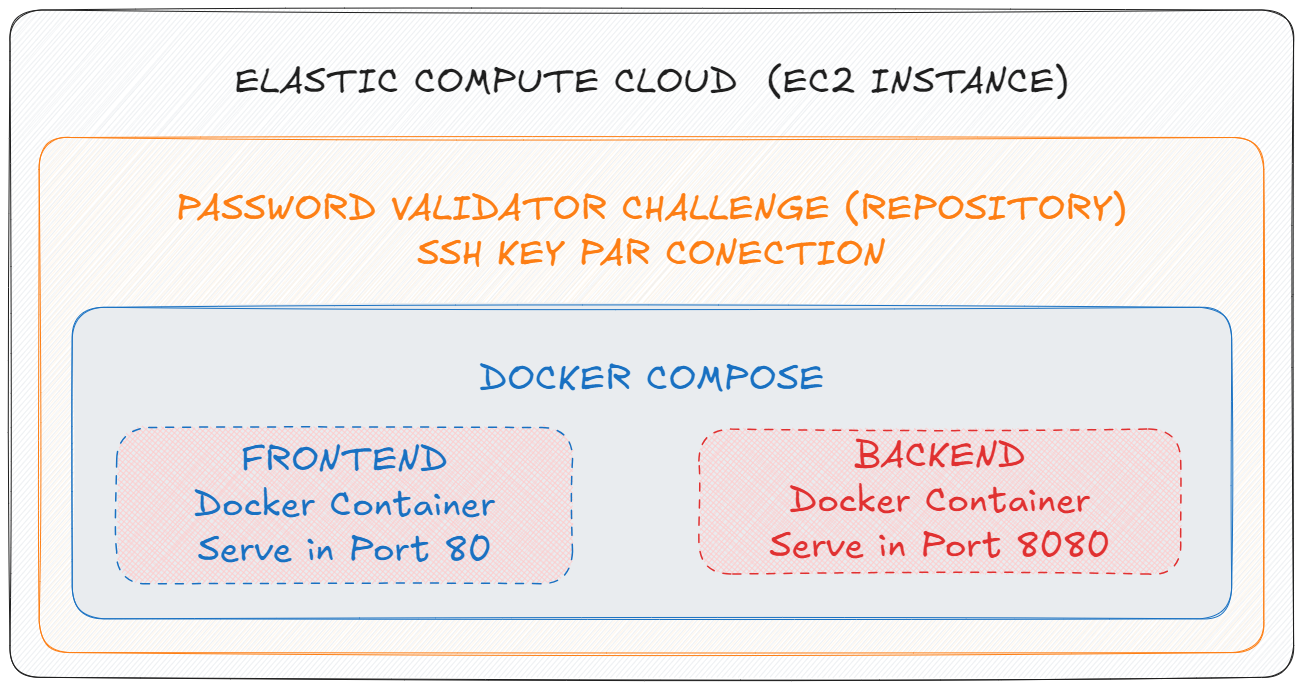 ELASTIC COMPUTE CLOUD (EC2 INSTANCE)
PASSWORD VALIDATOR CHALLENGE (REPOSITORY)
SSH KEY PAR CONECTION
DOCKER COMPOSE
FRONTEND
Docker Container
Serve in Port 80
BACKEND
Docker Container
Serve in Port 8080